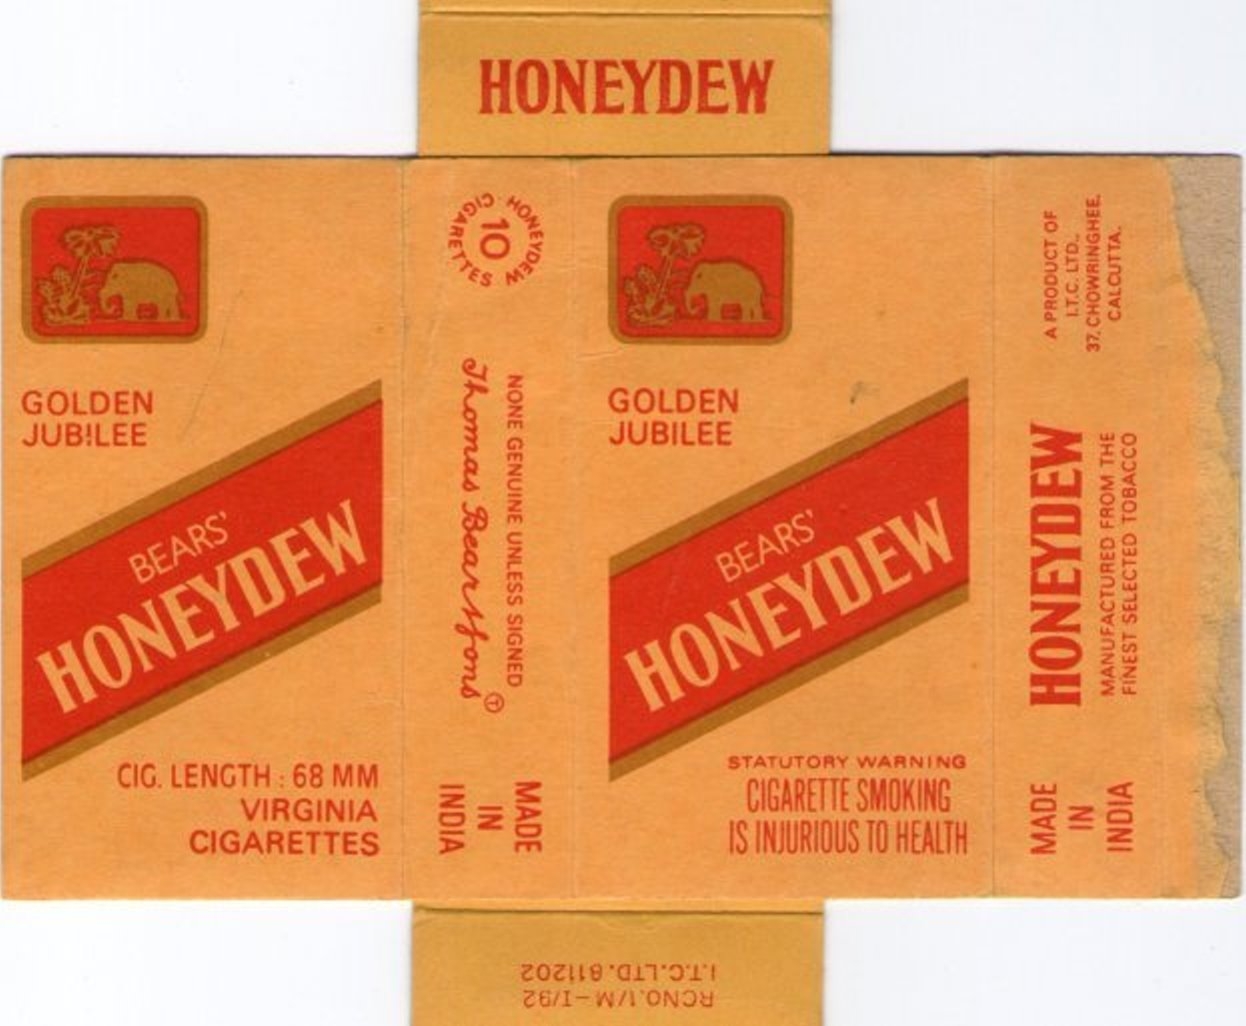 HONEYDEW
GOLDEN
JUBILEE
BEARS'
HONEYDEW
CIG. LENGTH : 68 MM
VIRGINIA
CIGARETTES
HONEYDEW
10
CIGARETTES
NONE GENUINE UNLESS SIGNED
Thomas Bear & Sons
MADE
IN
INDIA
GOLDEN
JUBILEE
BEARS'
HONEYDEW
STATUTORY WARNING
CIGARETTE SMOKING
IS INJURIOUS TO HEALTH
A PRODUCT OF
I.T.C. LTD.,
37, CHOWRINGHEE,
CALCUTTA.
HONEYDEW
MANUFACTURED FROM THE
FINEST SELECTED TOBACCO
MADE
IN
INDIA
RCNO.1/M-I/92
I.T.C.LTD.811202